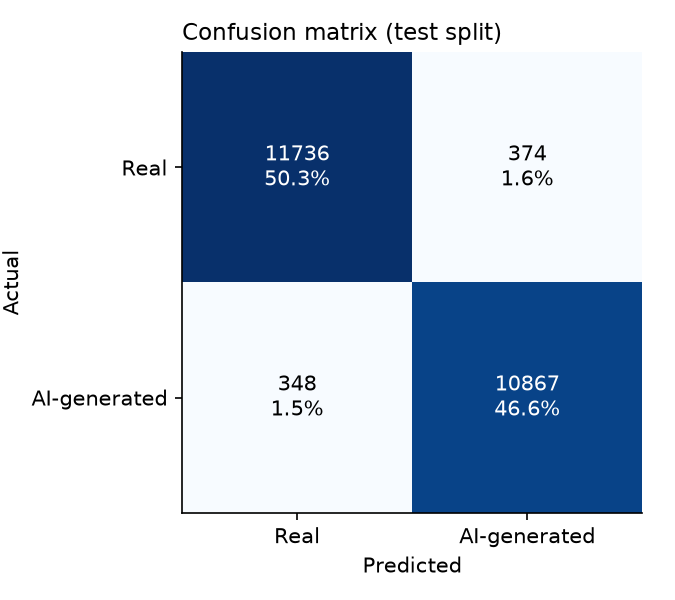 Confusion matrix (test split)
Actual
Real
11736
50.3%
374
1.6%
AI-generated
348
1.5%
10867
46.6%
Real
AI-generated
Predicted